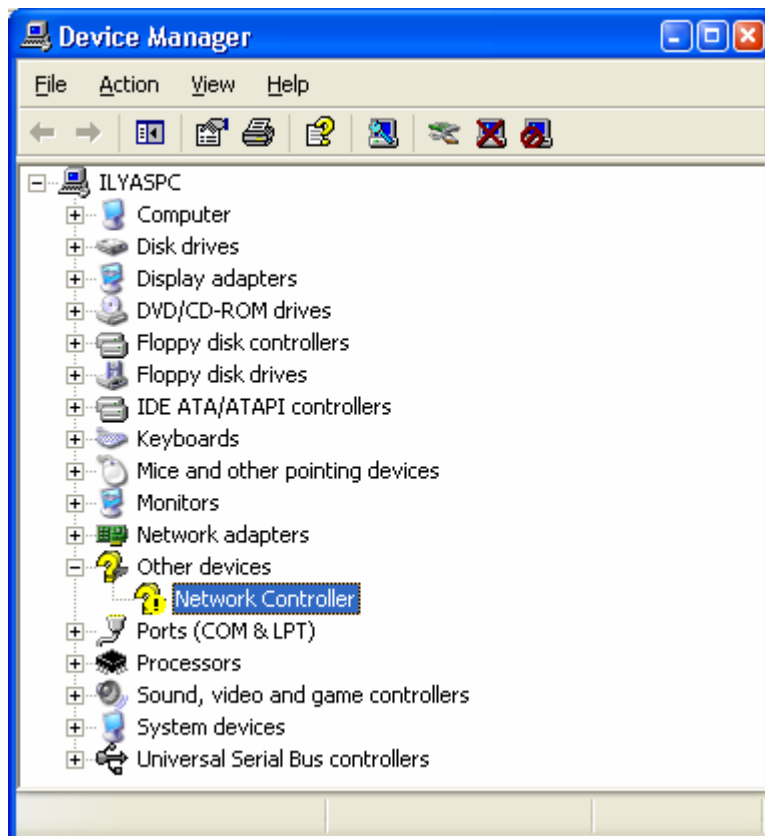 Device Manager
File Action View Help
ILYASPC
Computer
Disk drives
Display adapters
DVD/CD-ROM drives
Floppy disk controllers
Floppy disk drives
IDE ATA/ATAPI controllers
Keyboards
Mice and other pointing devices
Monitors
Network adapters
Other devices
Network Controller
Ports (COM & LPT)
Processors
Sound, video and game controllers
System devices
Universal Serial Bus controllers